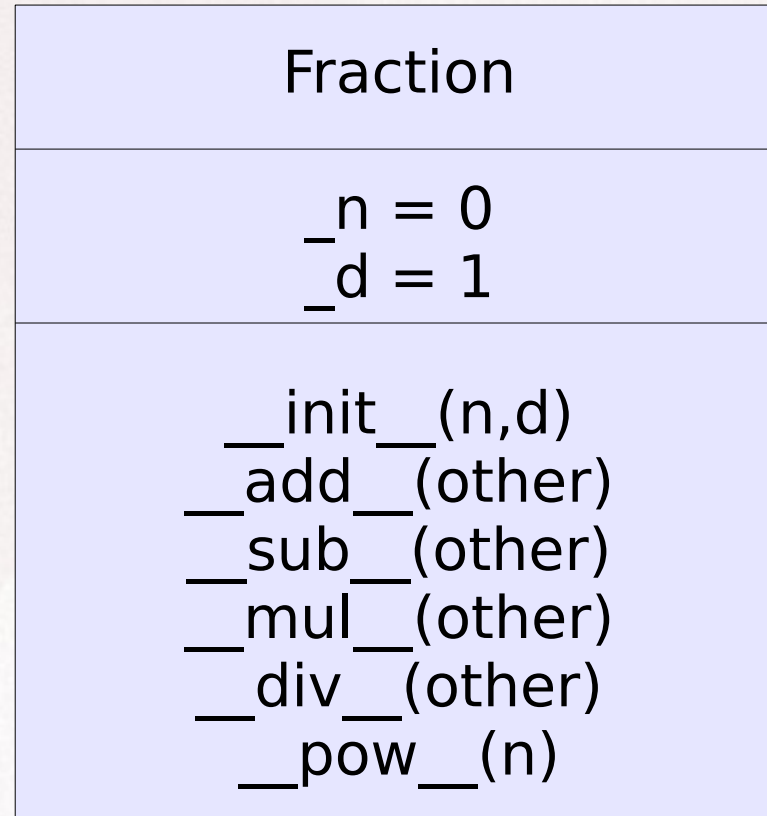 Fraction
_n = 0
_d = 1
__init__(n,d)
__add__(other)
__sub__(other)
__mul__(other)
__div__(other)
__pow__(n)